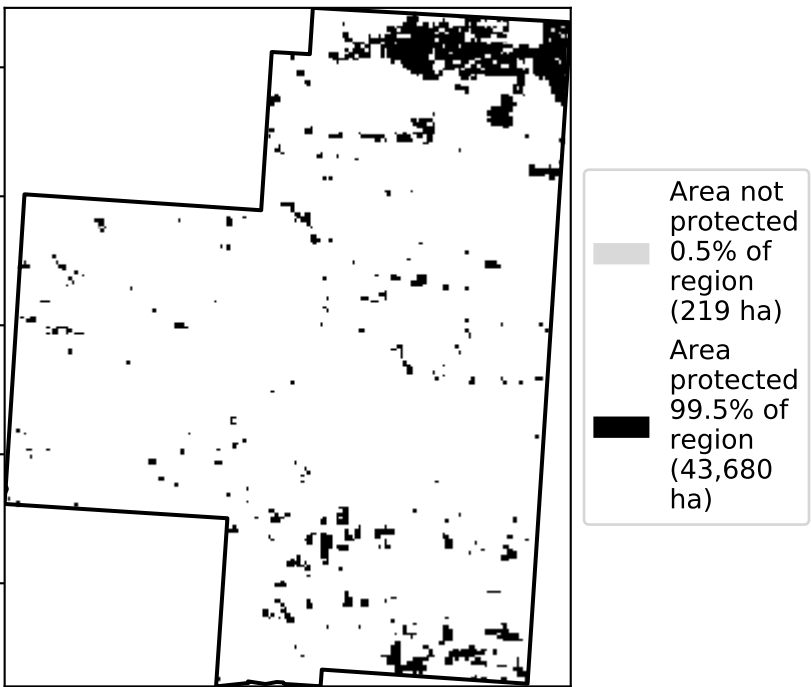 Area not
protected
0.5% of
region
(219 ha)
Area
protected
99.5% of
region
(43,680
ha)